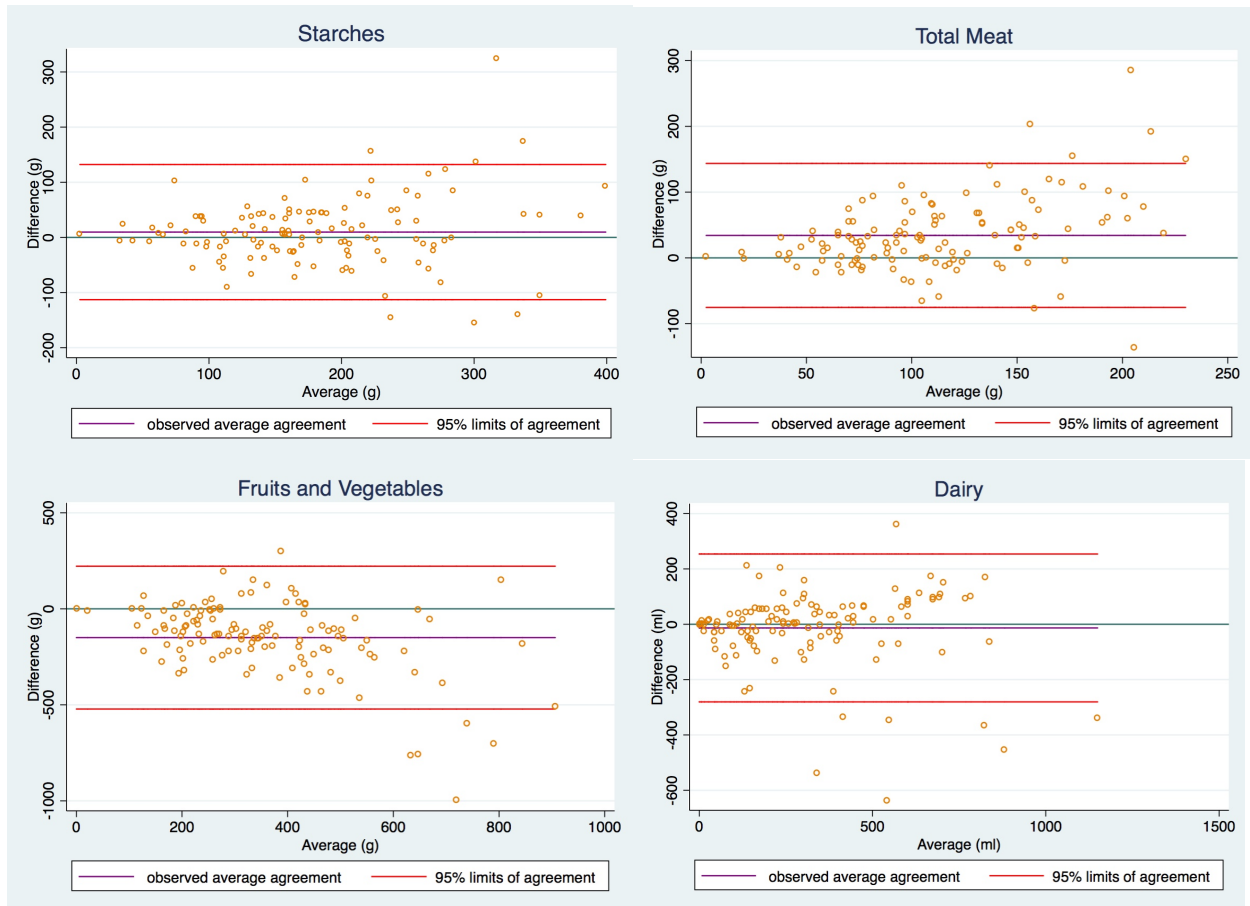 Starches
Difference (g)
300
200
100
0
-100
-200
0 100 200 300 400
Average (g)
observed average agreement 95% limits of agreement
Total Meat
Difference (g)
300
200
100
0
-100
0 50 100 150 200 250
Average (g)
observed average agreement 95% limits of agreement
Fruits and Vegetables
Difference (g)
500
0
-500
-1000
0 200 400 600 800 1000
Average (g)
observed average agreement 95% limits of agreement
Dairy
Difference (ml)
400
200
0
-200
-400
-600
0 500 1000 1500
Average (ml)
observed average agreement 95% limits of agreement